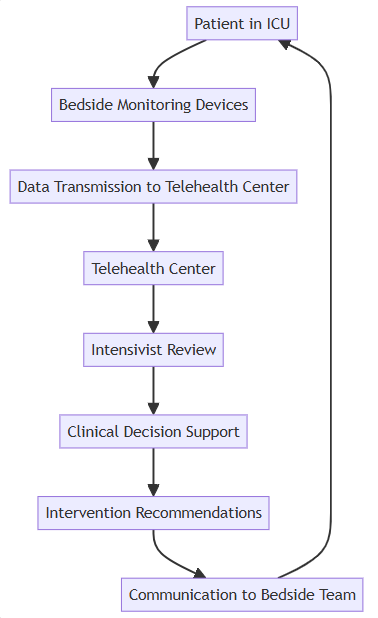 Patient in ICU
Bedside Monitoring Devices
Data Transmission to Telehealth Center
Telehealth Center
Intensivist Review
Clinical Decision Support
Intervention Recommendations
Communication to Bedside Team